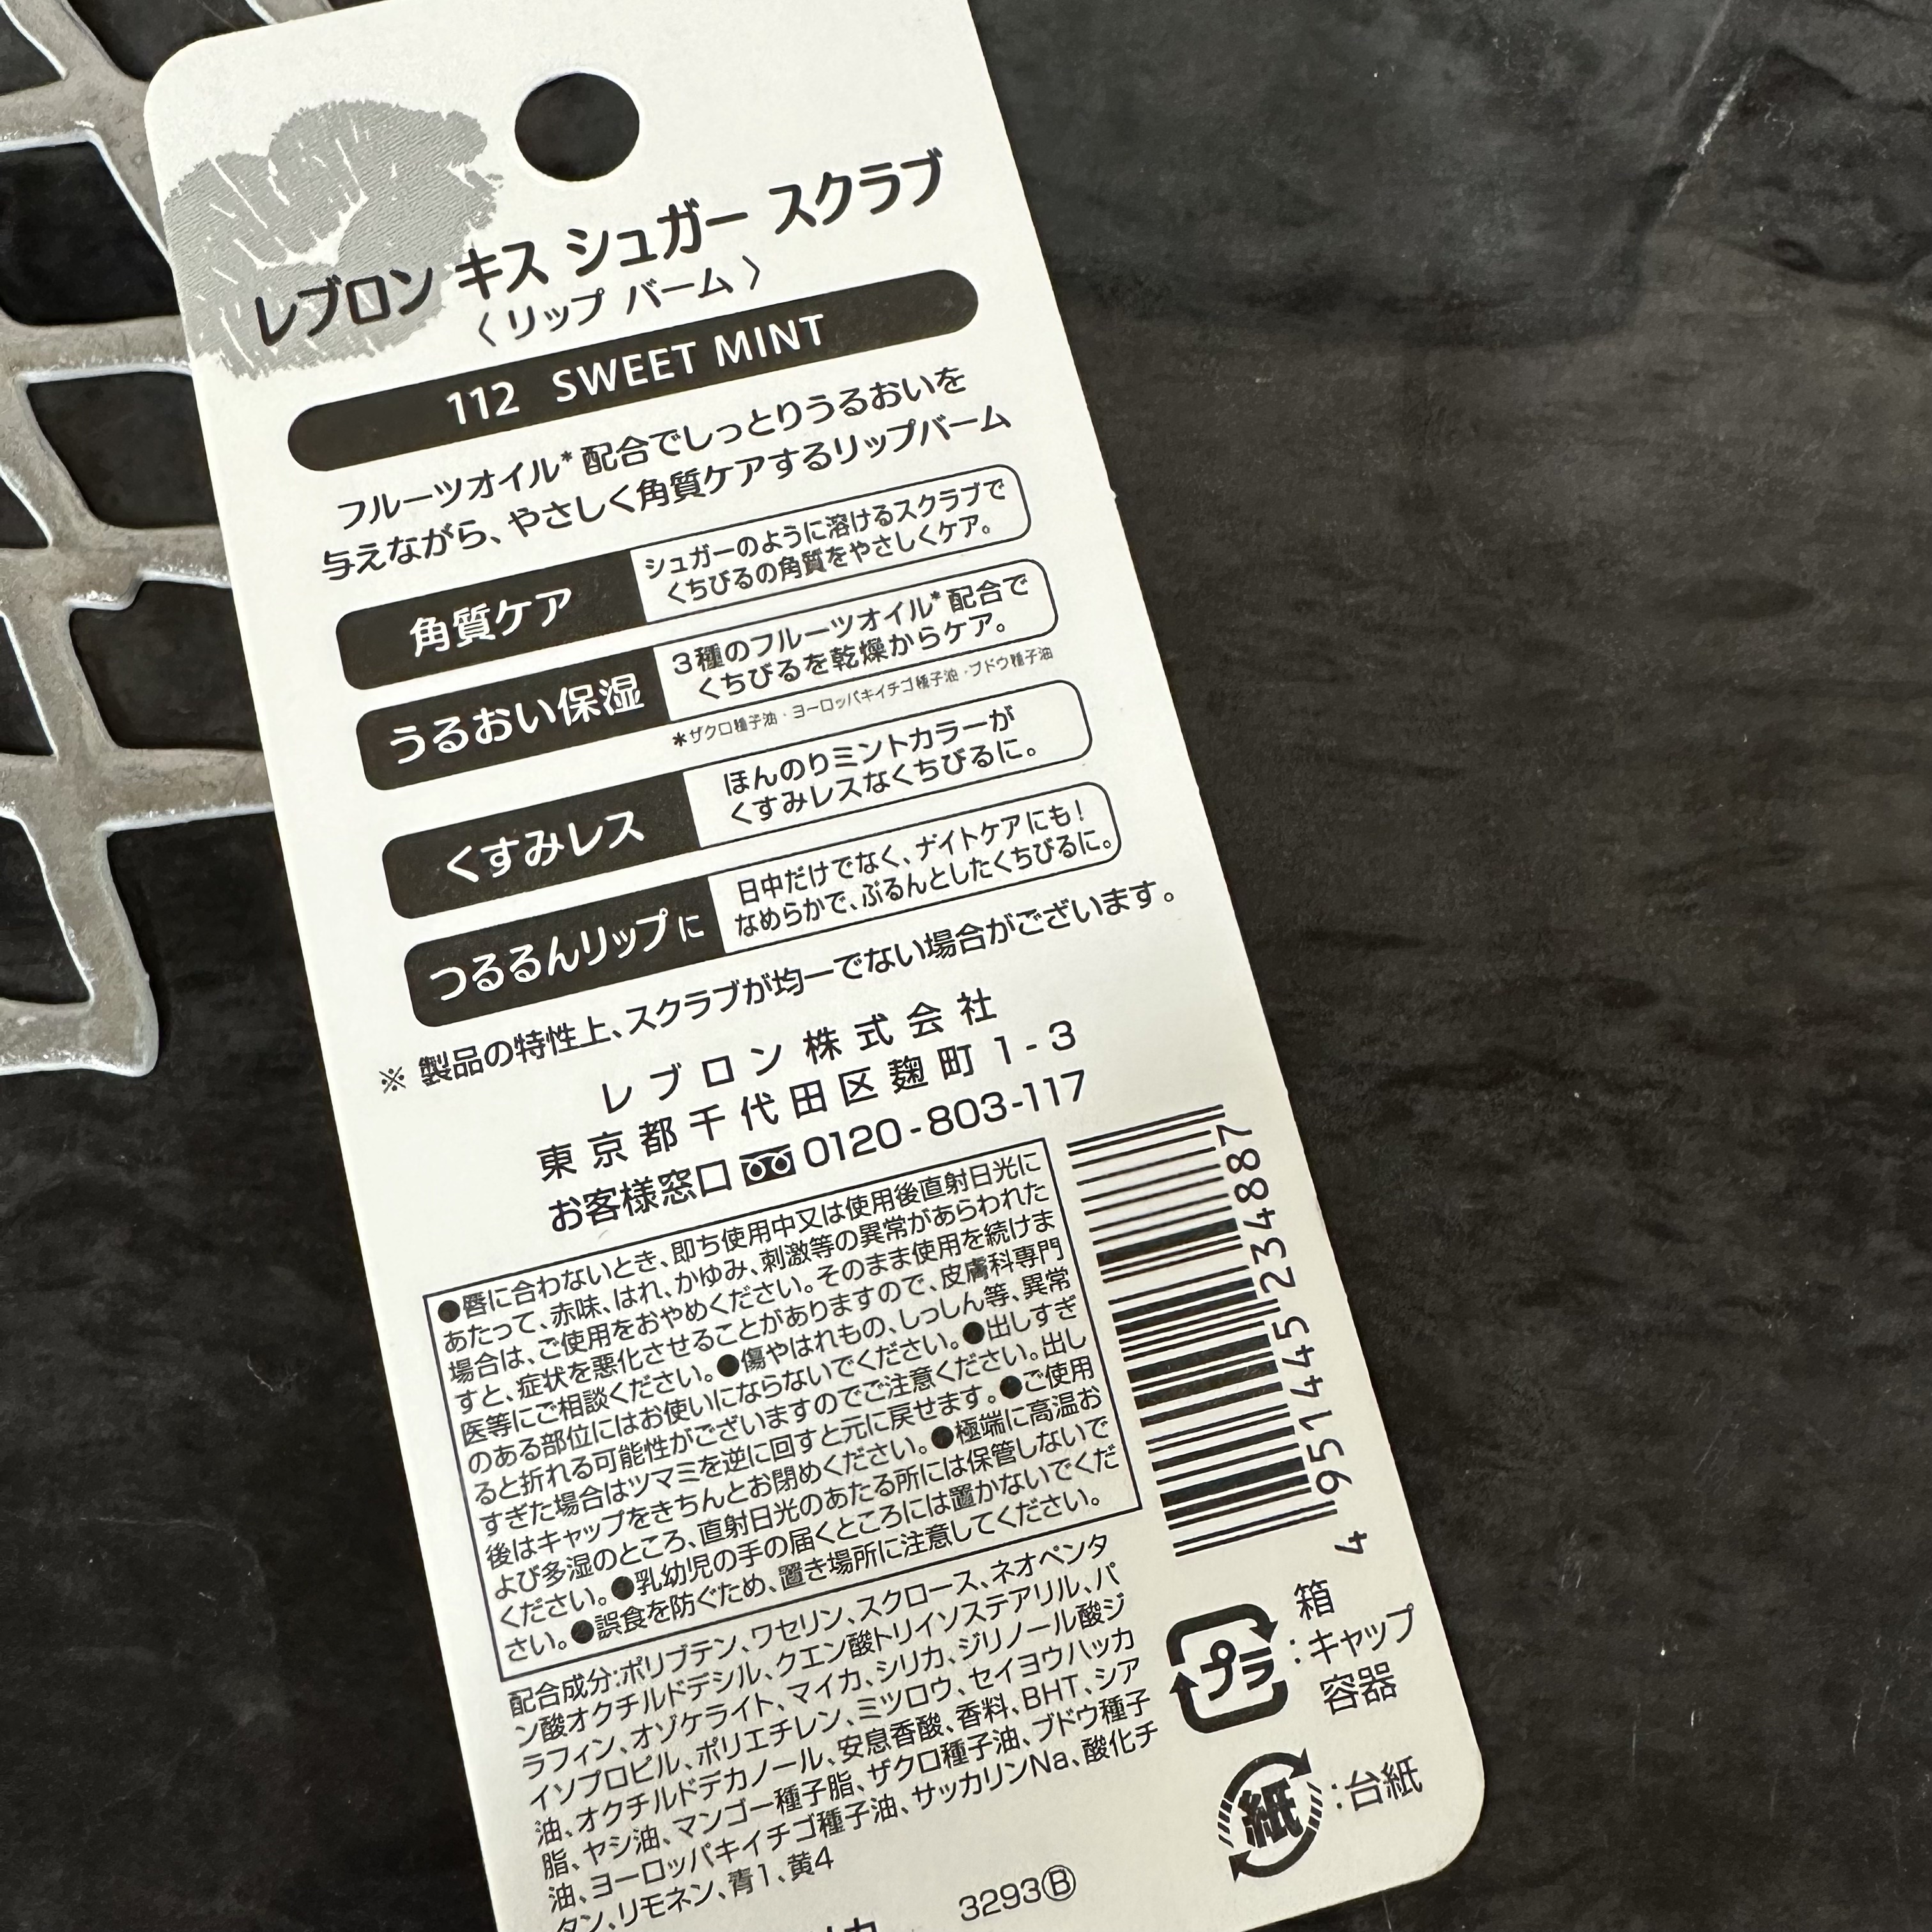 レブロン キス シュガー スクラブ
〈リップ バーム〉
112 SWEET MINT
フルーツオイル*配合でしっとりうるおいを
与えながら、やさしく角質ケアするリップバーム
角質ケア
シュガーのように溶けるスクラブで
くちびるの角質をやさしくケア。
うるおい保湿
3種のフルーツオイル*配合で
くちびるを乾燥からケア。
*ザクロ種子油・ヨーロッパキイチゴ種子油・ブドウ種子油
くすみレス
ほんのりミントカラーが
くすみレスなくちびるに。
つるるんリップに
日中だけでなく、ナイトケアにも!
なめらかで、ぷるんとしたくちびるに。
※ 製品の特性上、スクラブが均一でない場合がございます。
レブロン株式会社
東京都千代田区麹町1-3
お客様窓口 0120-803-117
●唇に合わないとき、即ち使用中又は使用後直射日光に
あたって、赤味、はれ、かゆみ、刺激等の異常があらわれた
場合は、ご使用をおやめください。そのまま使用を続けま
すと、症状を悪化させることがありますので、皮膚科専門
医等にご相談ください。●傷やはれもの、しっしん等、異常
のある部位にはお使いにならないでください。●出しすぎ
ると折れる可能性がございますのでご注意ください。出し
すぎた場合はツマミを逆に回すと元に戻せます。●ご使用
後はキャップをきちんとお閉めください。●極端に高温お
よび多湿のところ、直射日光のあたる所には保管しないで
ください。●乳幼児の手の届くところには置かないでくだ
さい。●誤食を防ぐため、置き場所に注意してください。
4 951445 234887
配合成分:ポリブテン、ワセリン、スクロース、ネオペンタ
ン酸オクチルドデシル、クエン酸トリイソステアリル、パ
ラフィン、オゾケライト、マイカ、シリカ、ジリノール酸ジ
イソプロピル、ポリエチレン、ミツロウ、セイヨウハッカ
油、オクチルドデカノール、安息香酸、香料、BHT、シア
脂、ヤシ油、マンゴー種子脂、ザクロ種子油、ブドウ種子
油、ヨーロッパキイチゴ種子油、サッカリンNa、酸化チ
タン、リモネン、青1、黄4
箱
プラ:キャップ
容器
紙:台紙
3293Ⓑ